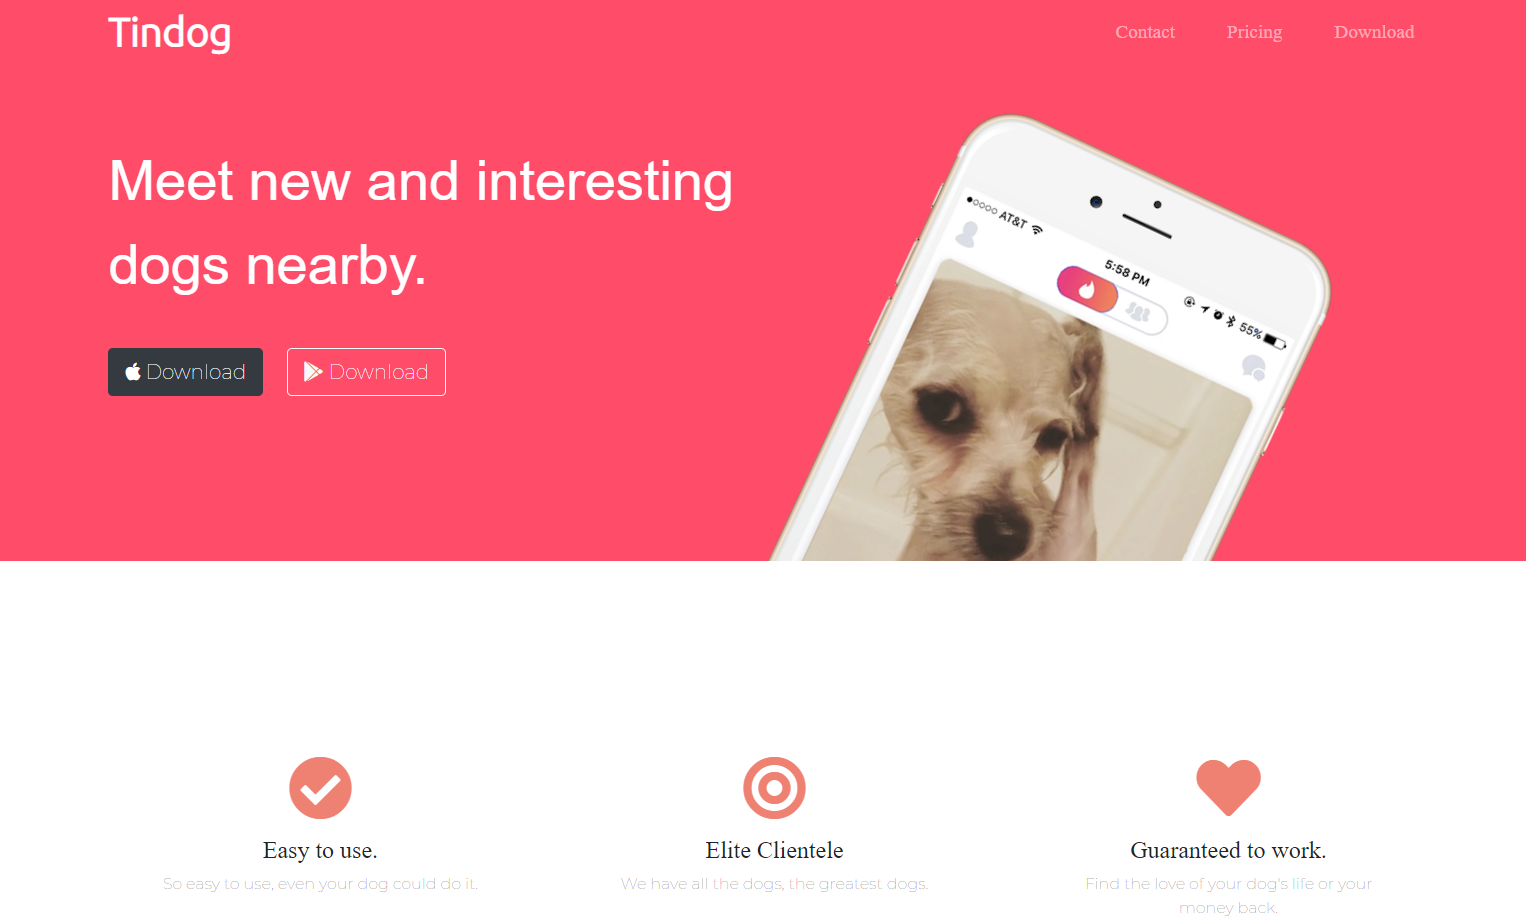 Tindog
Contact
Pricing
Download
Meet new and interesting
dogs nearby.
Download
Download
AT&T
5:58 PM
55%
Easy to use.
So easy to use, even your dog could do it.
Elite Clientele
We have all the dogs, the greatest dogs.
Guaranteed to work.
Find the love of your dog's life or your
money back.